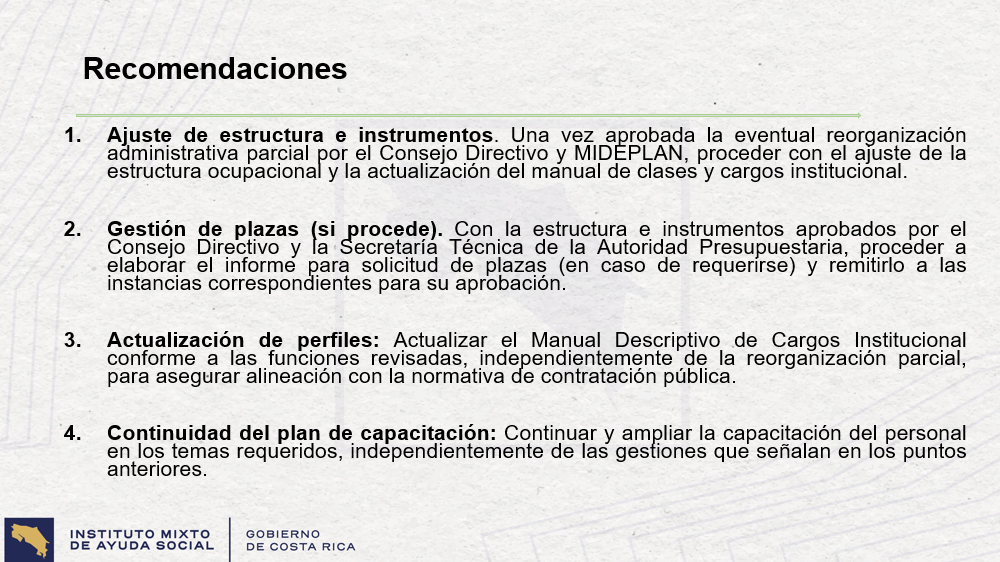 Recomendaciones
1. Ajuste de estructura e instrumentos. Una vez aprobada la eventual reorganización
administrativa parcial por el Consejo Directivo y MIDEPLAN, proceder con el ajuste de la
estructura ocupacional y la actualización del manual de clases y cargos institucional.
2. Gestión de plazas (si procede). Con la estructura e instrumentos aprobados por el
Consejo Directivo y la Secretaría Técnica de la Autoridad Presupuestaria, proceder a
elaborar el informe para solicitud de plazas (en caso de requerirse) y remitirlo a las
instancias correspondientes para su aprobación.
3. Actualización de perfiles: Actualizar el Manual Descriptivo de Cargos Institucional
conforme a las funciones revisadas, independientemente de la reorganización parcial,
para asegurar alineación con la normativa de contratación pública.
4. Continuidad del plan de capacitación: Continuar y ampliar la capacitación del personal
en los temas requeridos, independientemente de las gestiones que señalan en los puntos
anteriores.
INSTITUTO MIXTO
DE AYUDA SOCIAL
GOBIERNO
DE COSTA RICA